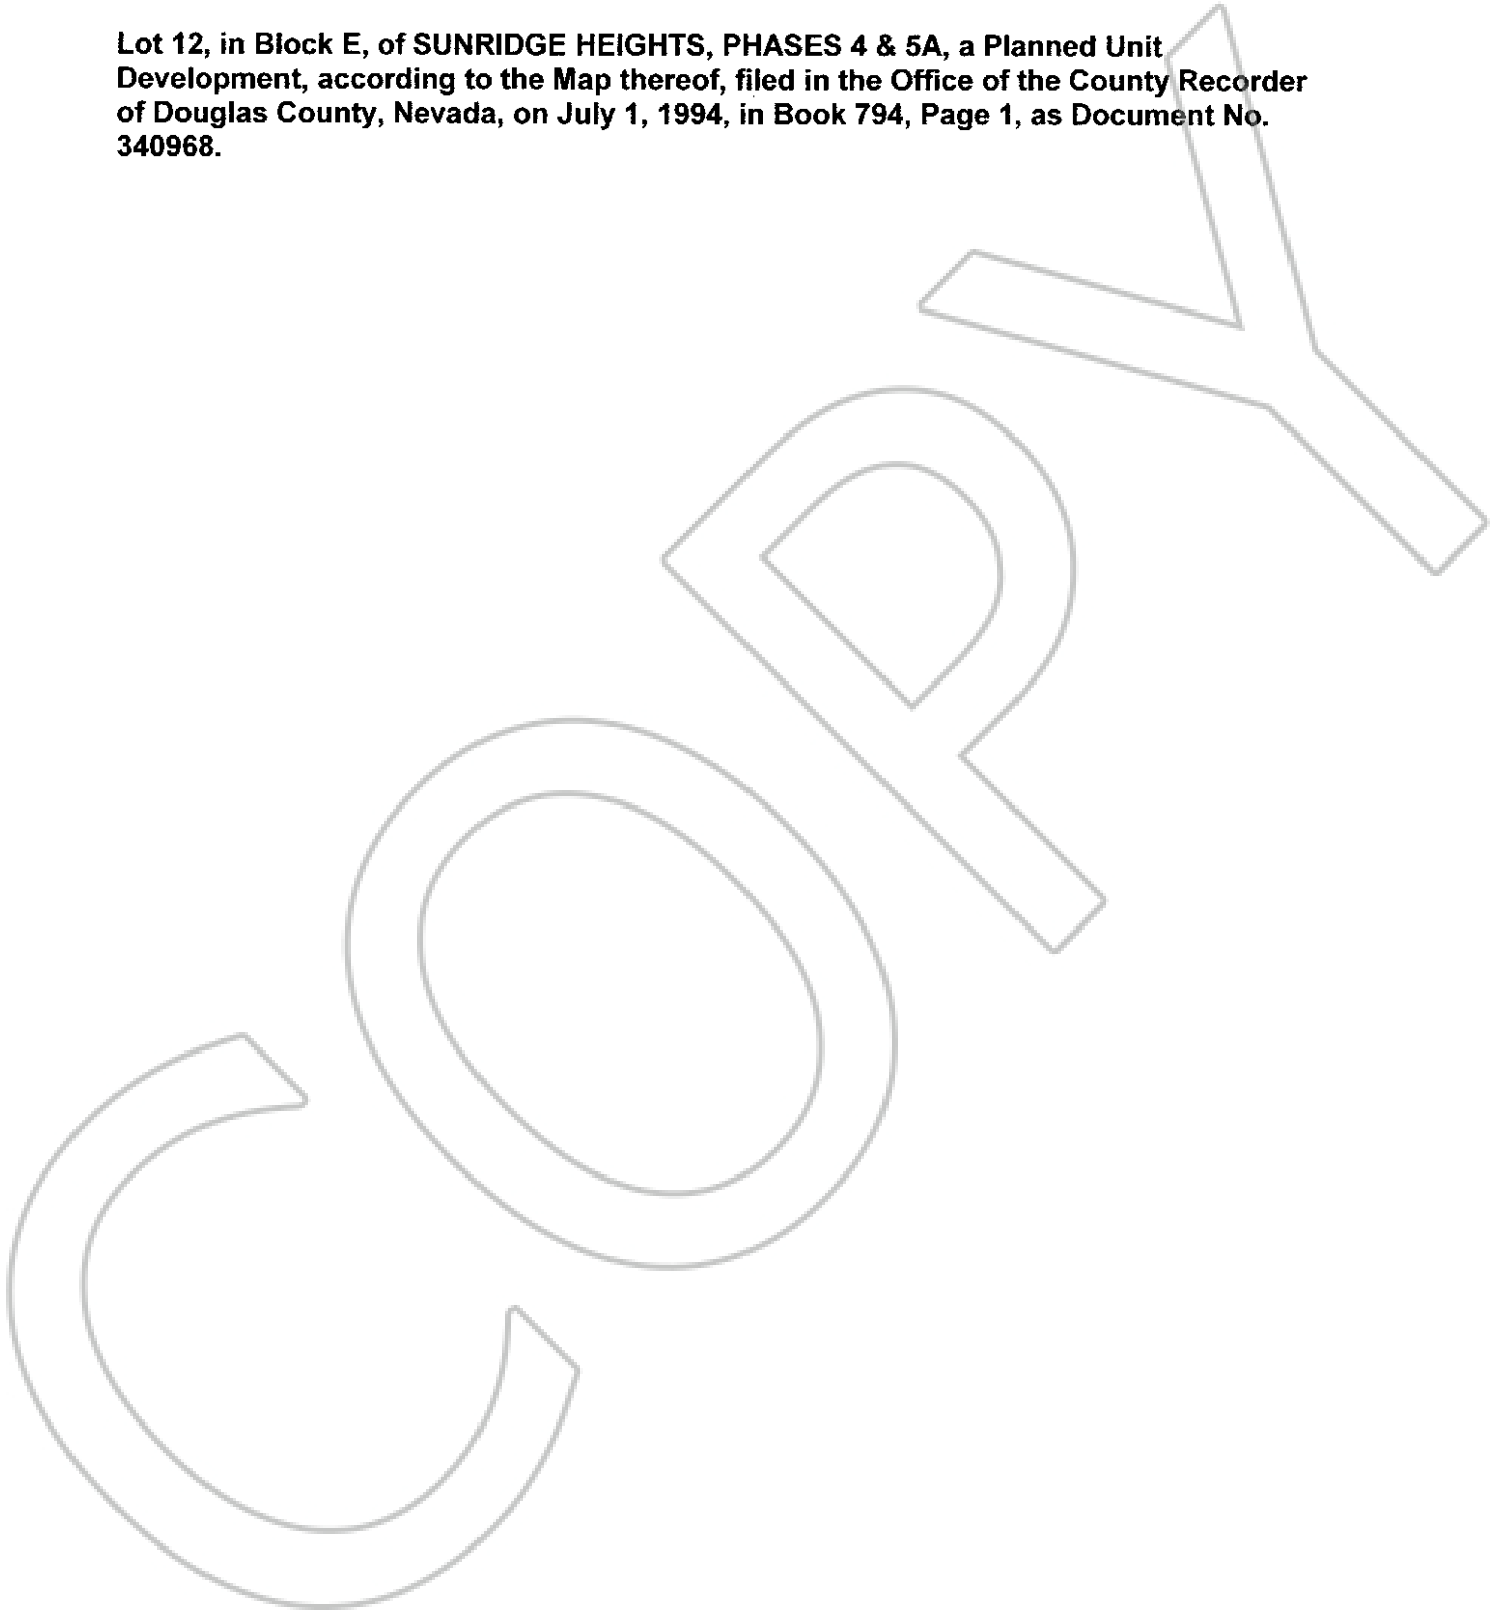 Lot 12, in Block E, of SUNRIDGE HEIGHTS, PHASES 4 & 5A, a Planned Unit
Development, according to the Map thereof, filed in the Office of the County Recorder
of Douglas County, Nevada, on July 1, 1994, in Book 794, Page 1, as Document No.
340968.
COPY